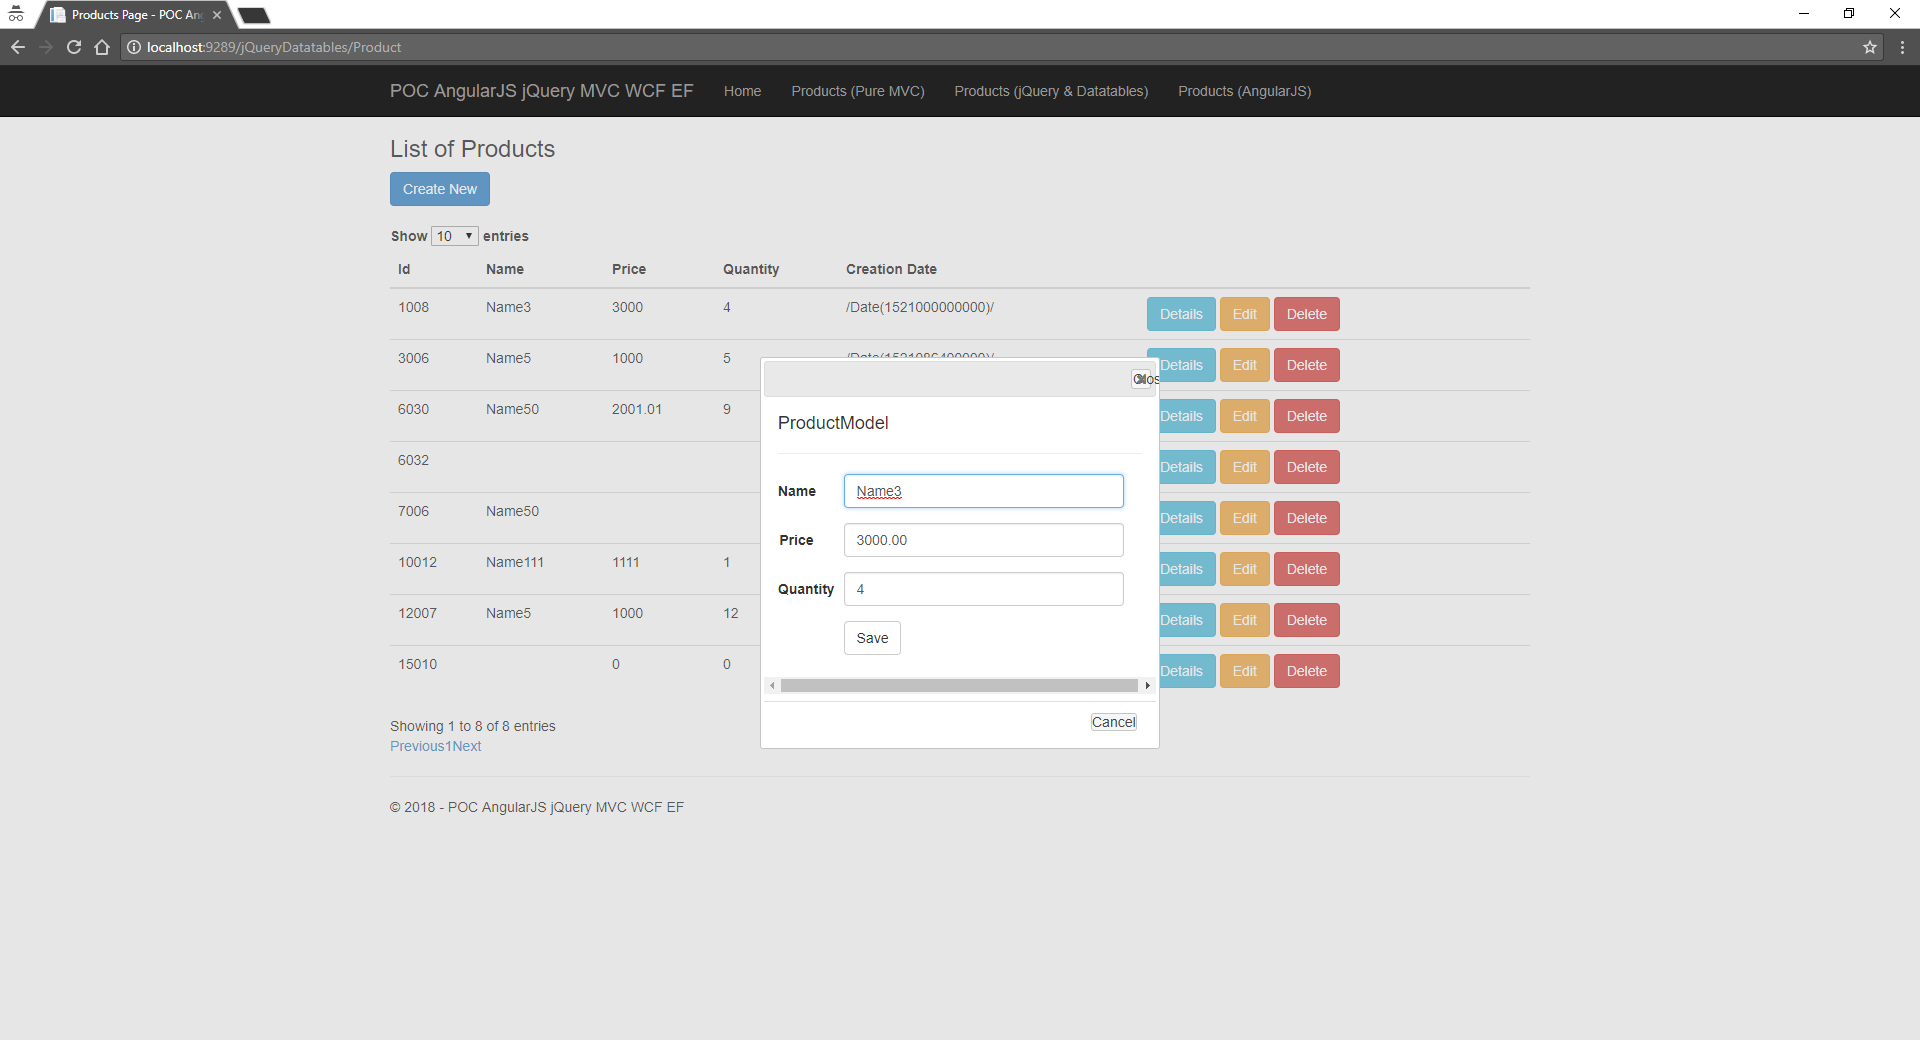 Products Page - POC An
localhost:9289/jQueryDatatables/Product
POC AngularJS jQuery MVC WCF EF Home Products (Pure MVC) Products (jQuery & Datatables) Products (AngularJS)
List of Products
Create New
Show 10 entries
Id Name Price Quantity Creation Date
1008 Name3 3000 4 /Date(1521000000000)/ Details Edit Delete
3006 Name5 1000 5 /Date(1521086400000)/ Details Edit Delete
6030 Name50 2001.01 9 Details Edit Delete
6032 Details Edit Delete
7006 Name50 Details Edit Delete
10012 Name111 1111 1 Details Edit Delete
12007 Name5 1000 12 Details Edit Delete
15010 0 0 Details Edit Delete
Clos
ProductModel
Name Name3
Price 3000.00
Quantity 4
Save
Cancel
Showing 1 to 8 of 8 entries
Previous1Next
© 2018 - POC AngularJS jQuery MVC WCF EF